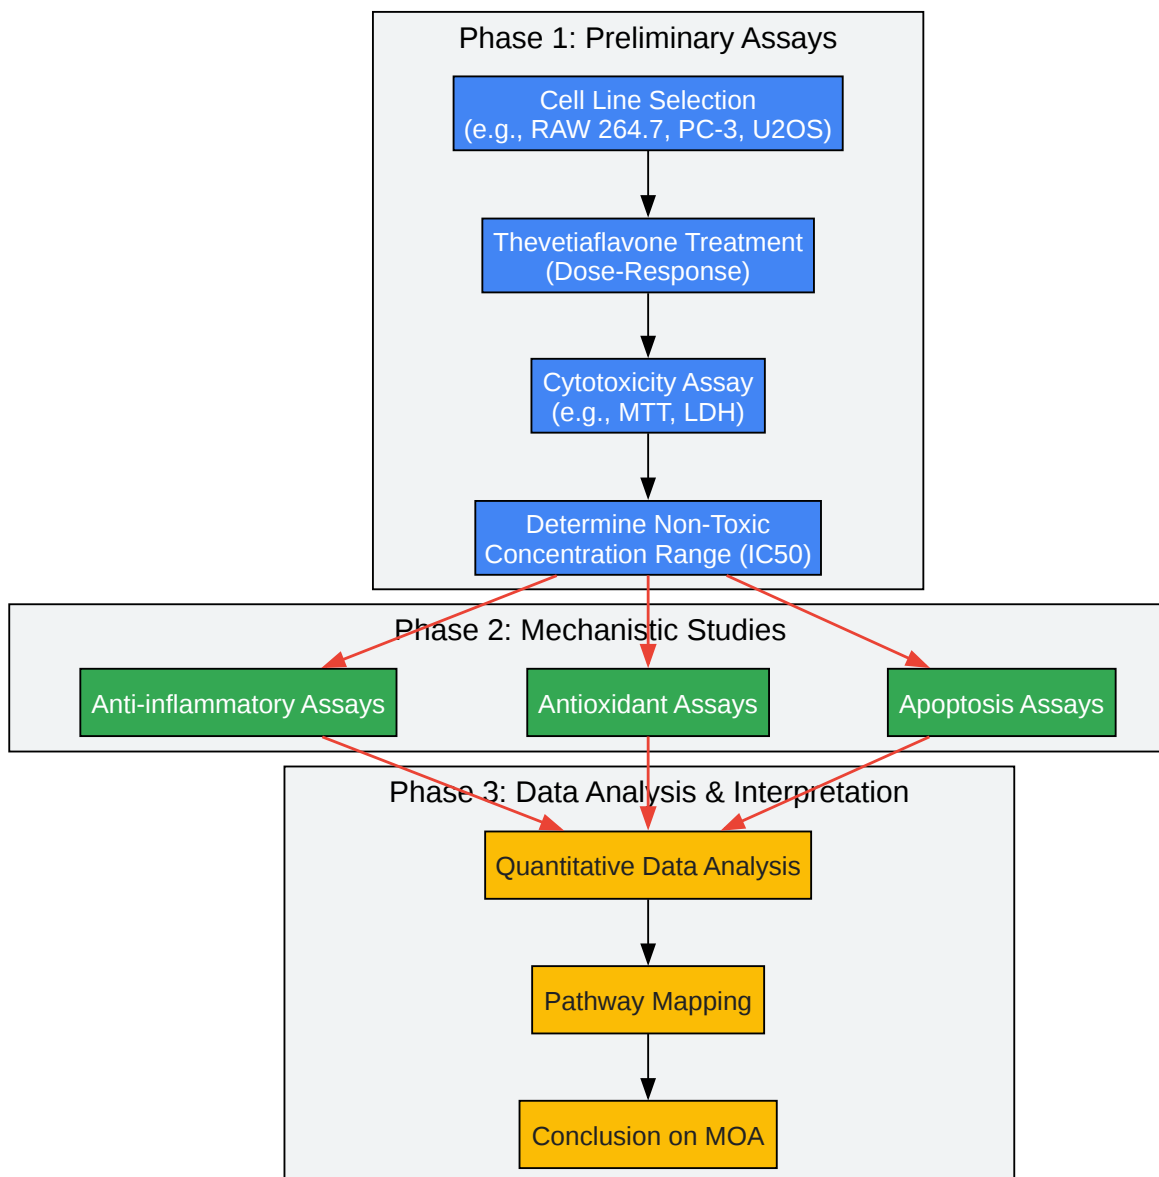 Phase 1: Preliminary Assays
Cell Line Selection
(e.g., RAW 264.7, PC-3, U2OS)
Thevetiaflavone Treatment
(Dose-Response)
Cytotoxicity Assay
(e.g., MTT, LDH)
Determine Non-Toxic
Concentration Range (IC50)
Phase 2: Mechanistic Studies
Anti-inflammatory Assays
Antioxidant Assays
Apoptosis Assays
Phase 3: Data Analysis & Interpretation
Quantitative Data Analysis
Pathway Mapping
Conclusion on MOA